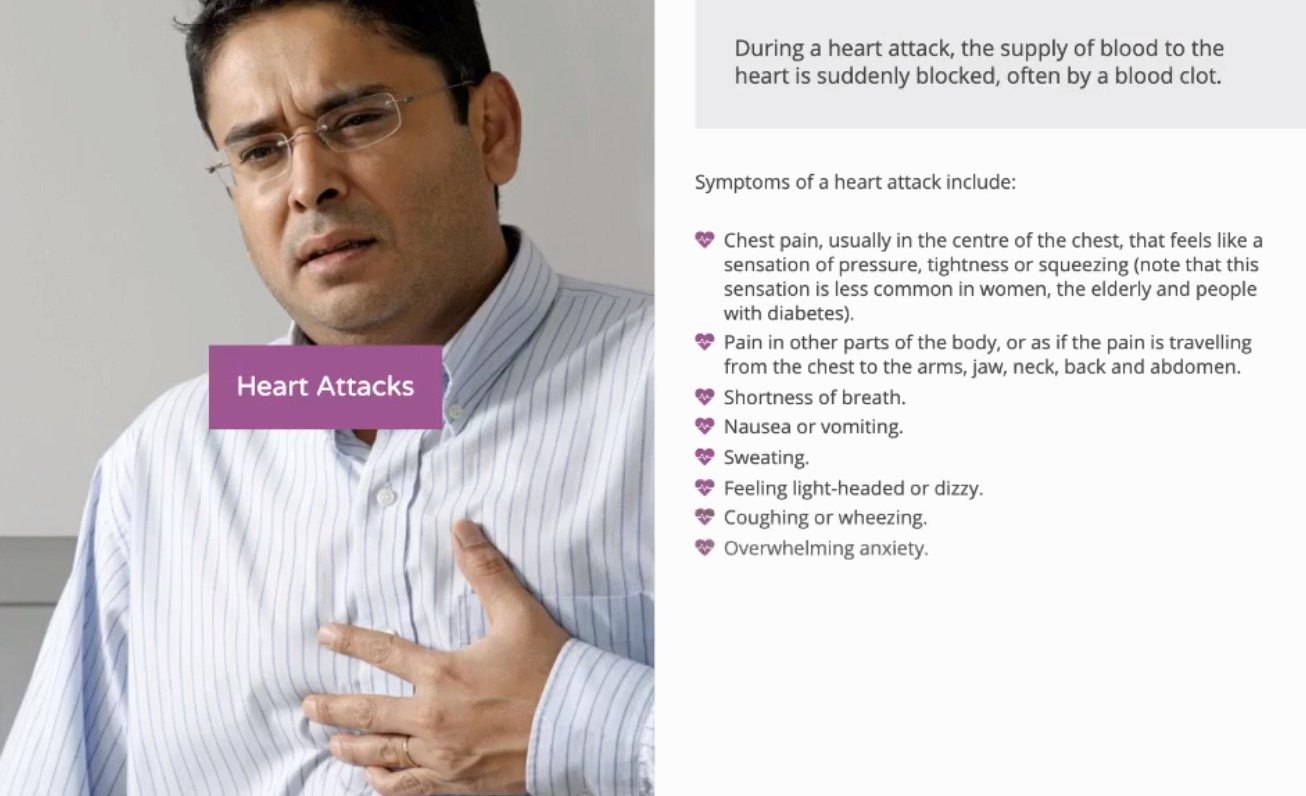 During a heart attack, the supply of blood to the
heart is suddenly blocked, often by a blood clot.
Symptoms of a heart attack include:
Chest pain, usually in the centre of the chest, that feels like a
sensation of pressure, tightness or squeezing (note that this
sensation is less common in women, the elderly and people
with diabetes).
Pain in other parts of the body, or as if the pain is travelling
from the chest to the arms, jaw, neck, back and abdomen.
Shortness of breath.
Nausea or vomiting.
Sweating.
Feeling light-headed or dizzy.
Coughing or wheezing.
Overwhelming anxiety.
Heart Attacks